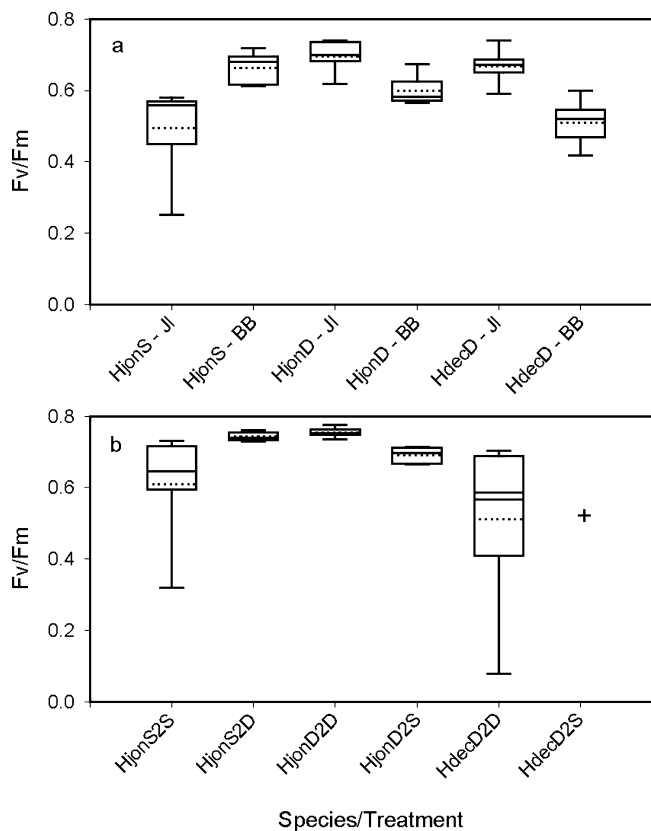 a
Fv/Fm
0.8
0.6
0.4
0.2
0.0
HjonS - JI
HjonS - BB
HjonD - JI
HjonD - BB
HdecD - JI
HdecD - BB
b
Fv/Fm
0.8
0.6
0.4
0.2
0.0
HjonS2S
HjonS2D
HjonD2D
HjonD2S
HdecD2D
HdecD2S
Species/Treatment